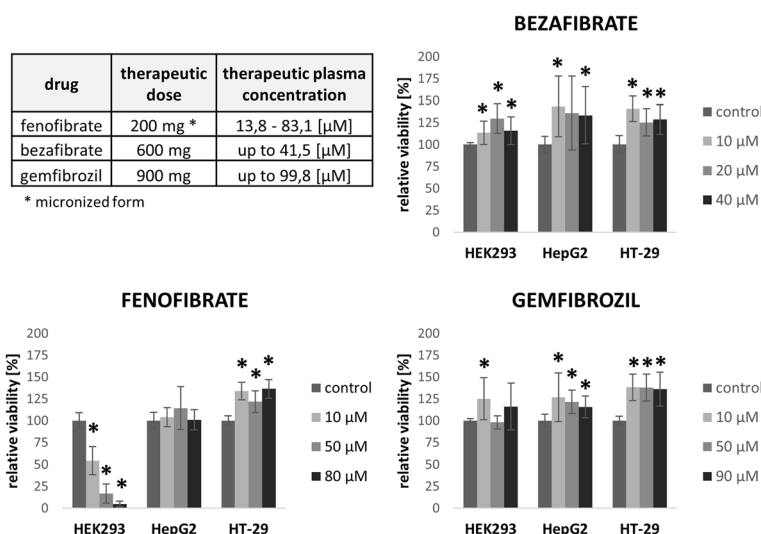 drug therapeutic dose therapeutic plasma concentration
fenofibrate 200 mg * 13,8 - 83,1 [µM]
bezafibrate 600 mg up to 41,5 [µM]
gemfibrozil 900 mg up to 99,8 [µM]
* micronized form
BEZAFIBRATE
relative viability [%]
200
175
150
125
100
75
50
25
0
* * * * * * * *
HEK293 HepG2 HT-29
control
10 µM
20 µM
40 µM
FENOFIBRATE
relative viability [%]
200
175
150
125
100
75
50
25
0
* * * * * *
HEK293 HepG2 HT-29
control
10 µM
50 µM
80 µM
GEMFIBROZIL
relative viability [%]
200
175
150
125
100
75
50
25
0
* * * * * * *
HEK293 HepG2 HT-29
control
10 µM
50 µM
90 µM